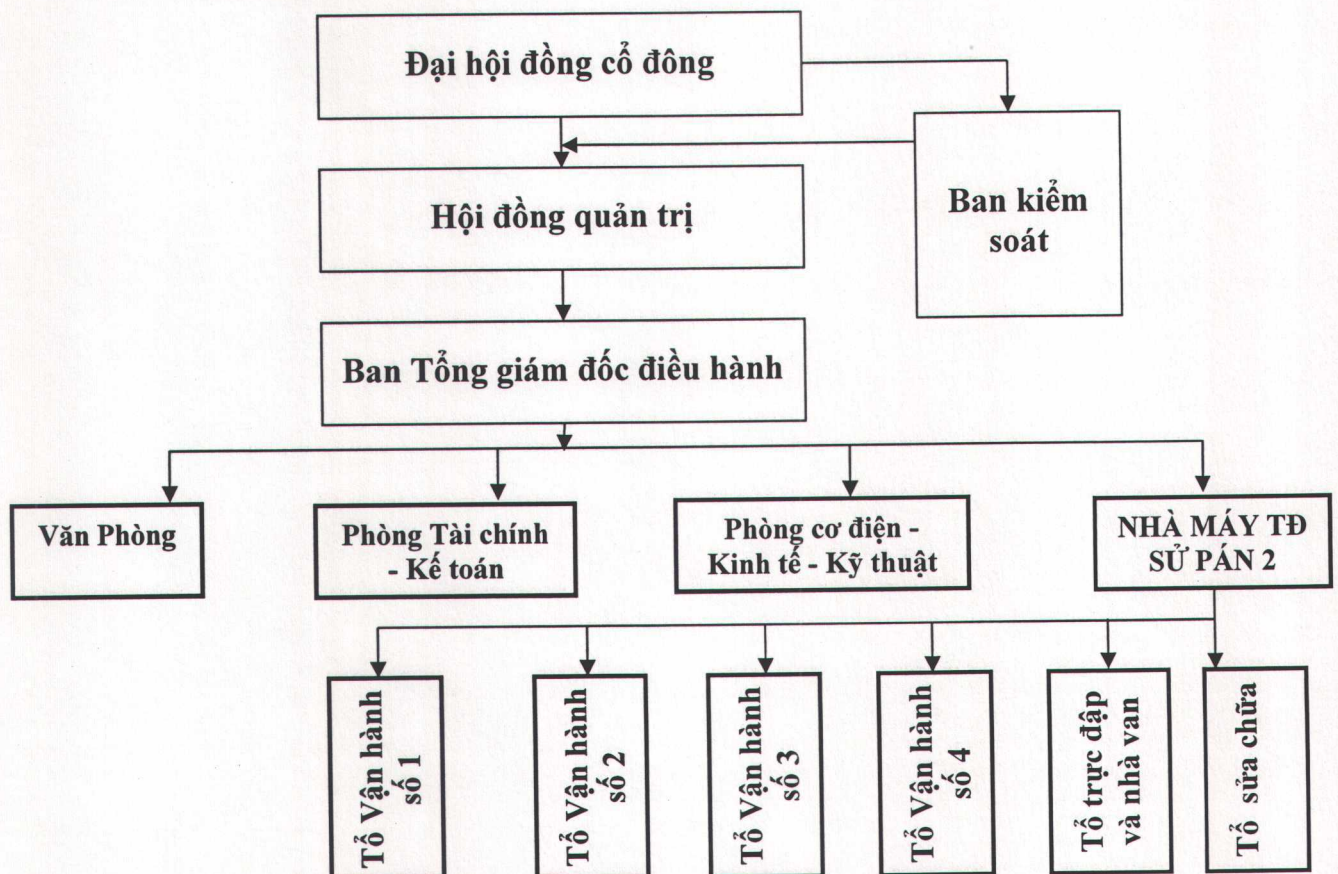 Đại hội đồng cổ đông
Hội đồng quản trị
Ban kiểm
soát
Ban Tổng giám đốc điều hành
Văn Phòng
Phòng Tài chính
- Kế toán
Phòng cơ điện -
Kinh tế - Kỹ thuật
NHÀ MÁY TĐ
SỬ PÁN 2
Tổ Vận hành
số 1
Tổ Vận hành
số 2
Tổ Vận hành
số 3
Tổ Vận hành
số 4
Tổ trực đập
và nhà van
Tổ sửa chữa